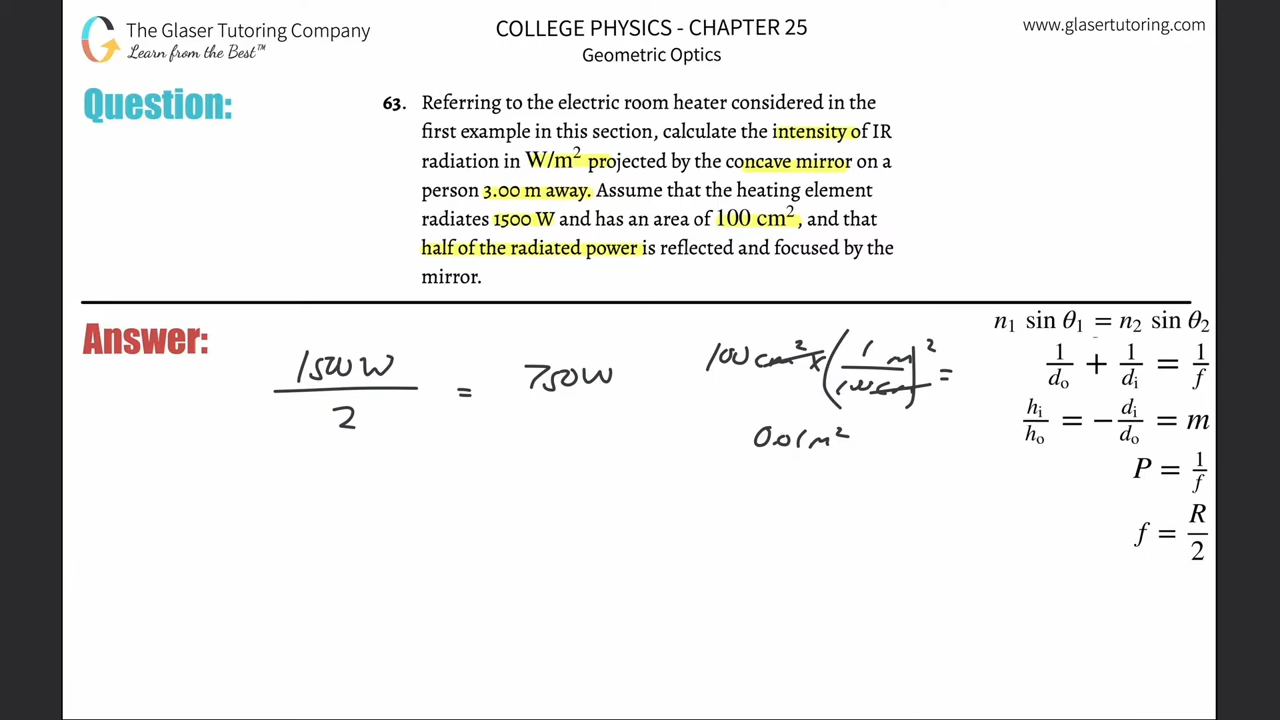 The Glaser Tutoring Company
Learn from the Best™
COLLEGE PHYSICS - CHAPTER 25
Geometric Optics
www.glasertutoring.com
Question:
63. Referring to the electric room heater considered in the
first example in this section, calculate the intensity of IR
radiation in W/m² projected by the concave mirror on a
person 3.00 m away. Assume that the heating element
radiates 1500 W and has an area of 100 cm², and that
half of the radiated power is reflected and focused by the
mirror.
Answer:
1500 W / 2 = 750 W
100 cm² × (1 m / 100 cm)² =
0.01 m²
n₁ sin θ₁ = n₂ sin θ₂
1/dₒ + 1/dᵢ = 1/f
hᵢ/hₒ = −dᵢ/dₒ = m
P = 1/f
f = R/2